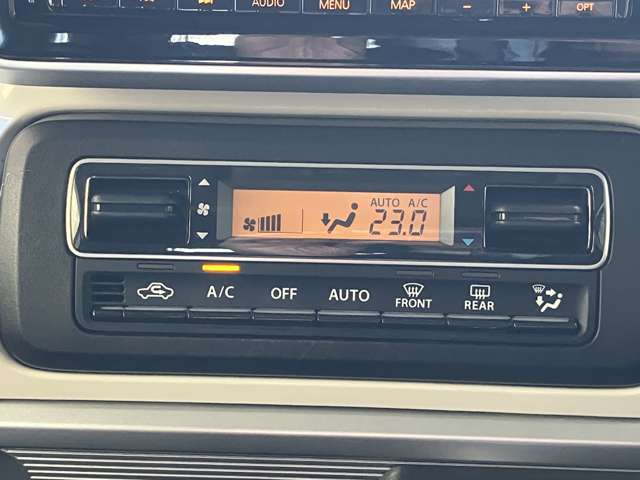 AUDIO MENU MAP - + OPT
AUTO A/C
23.0
A/C OFF AUTO FRONT REAR